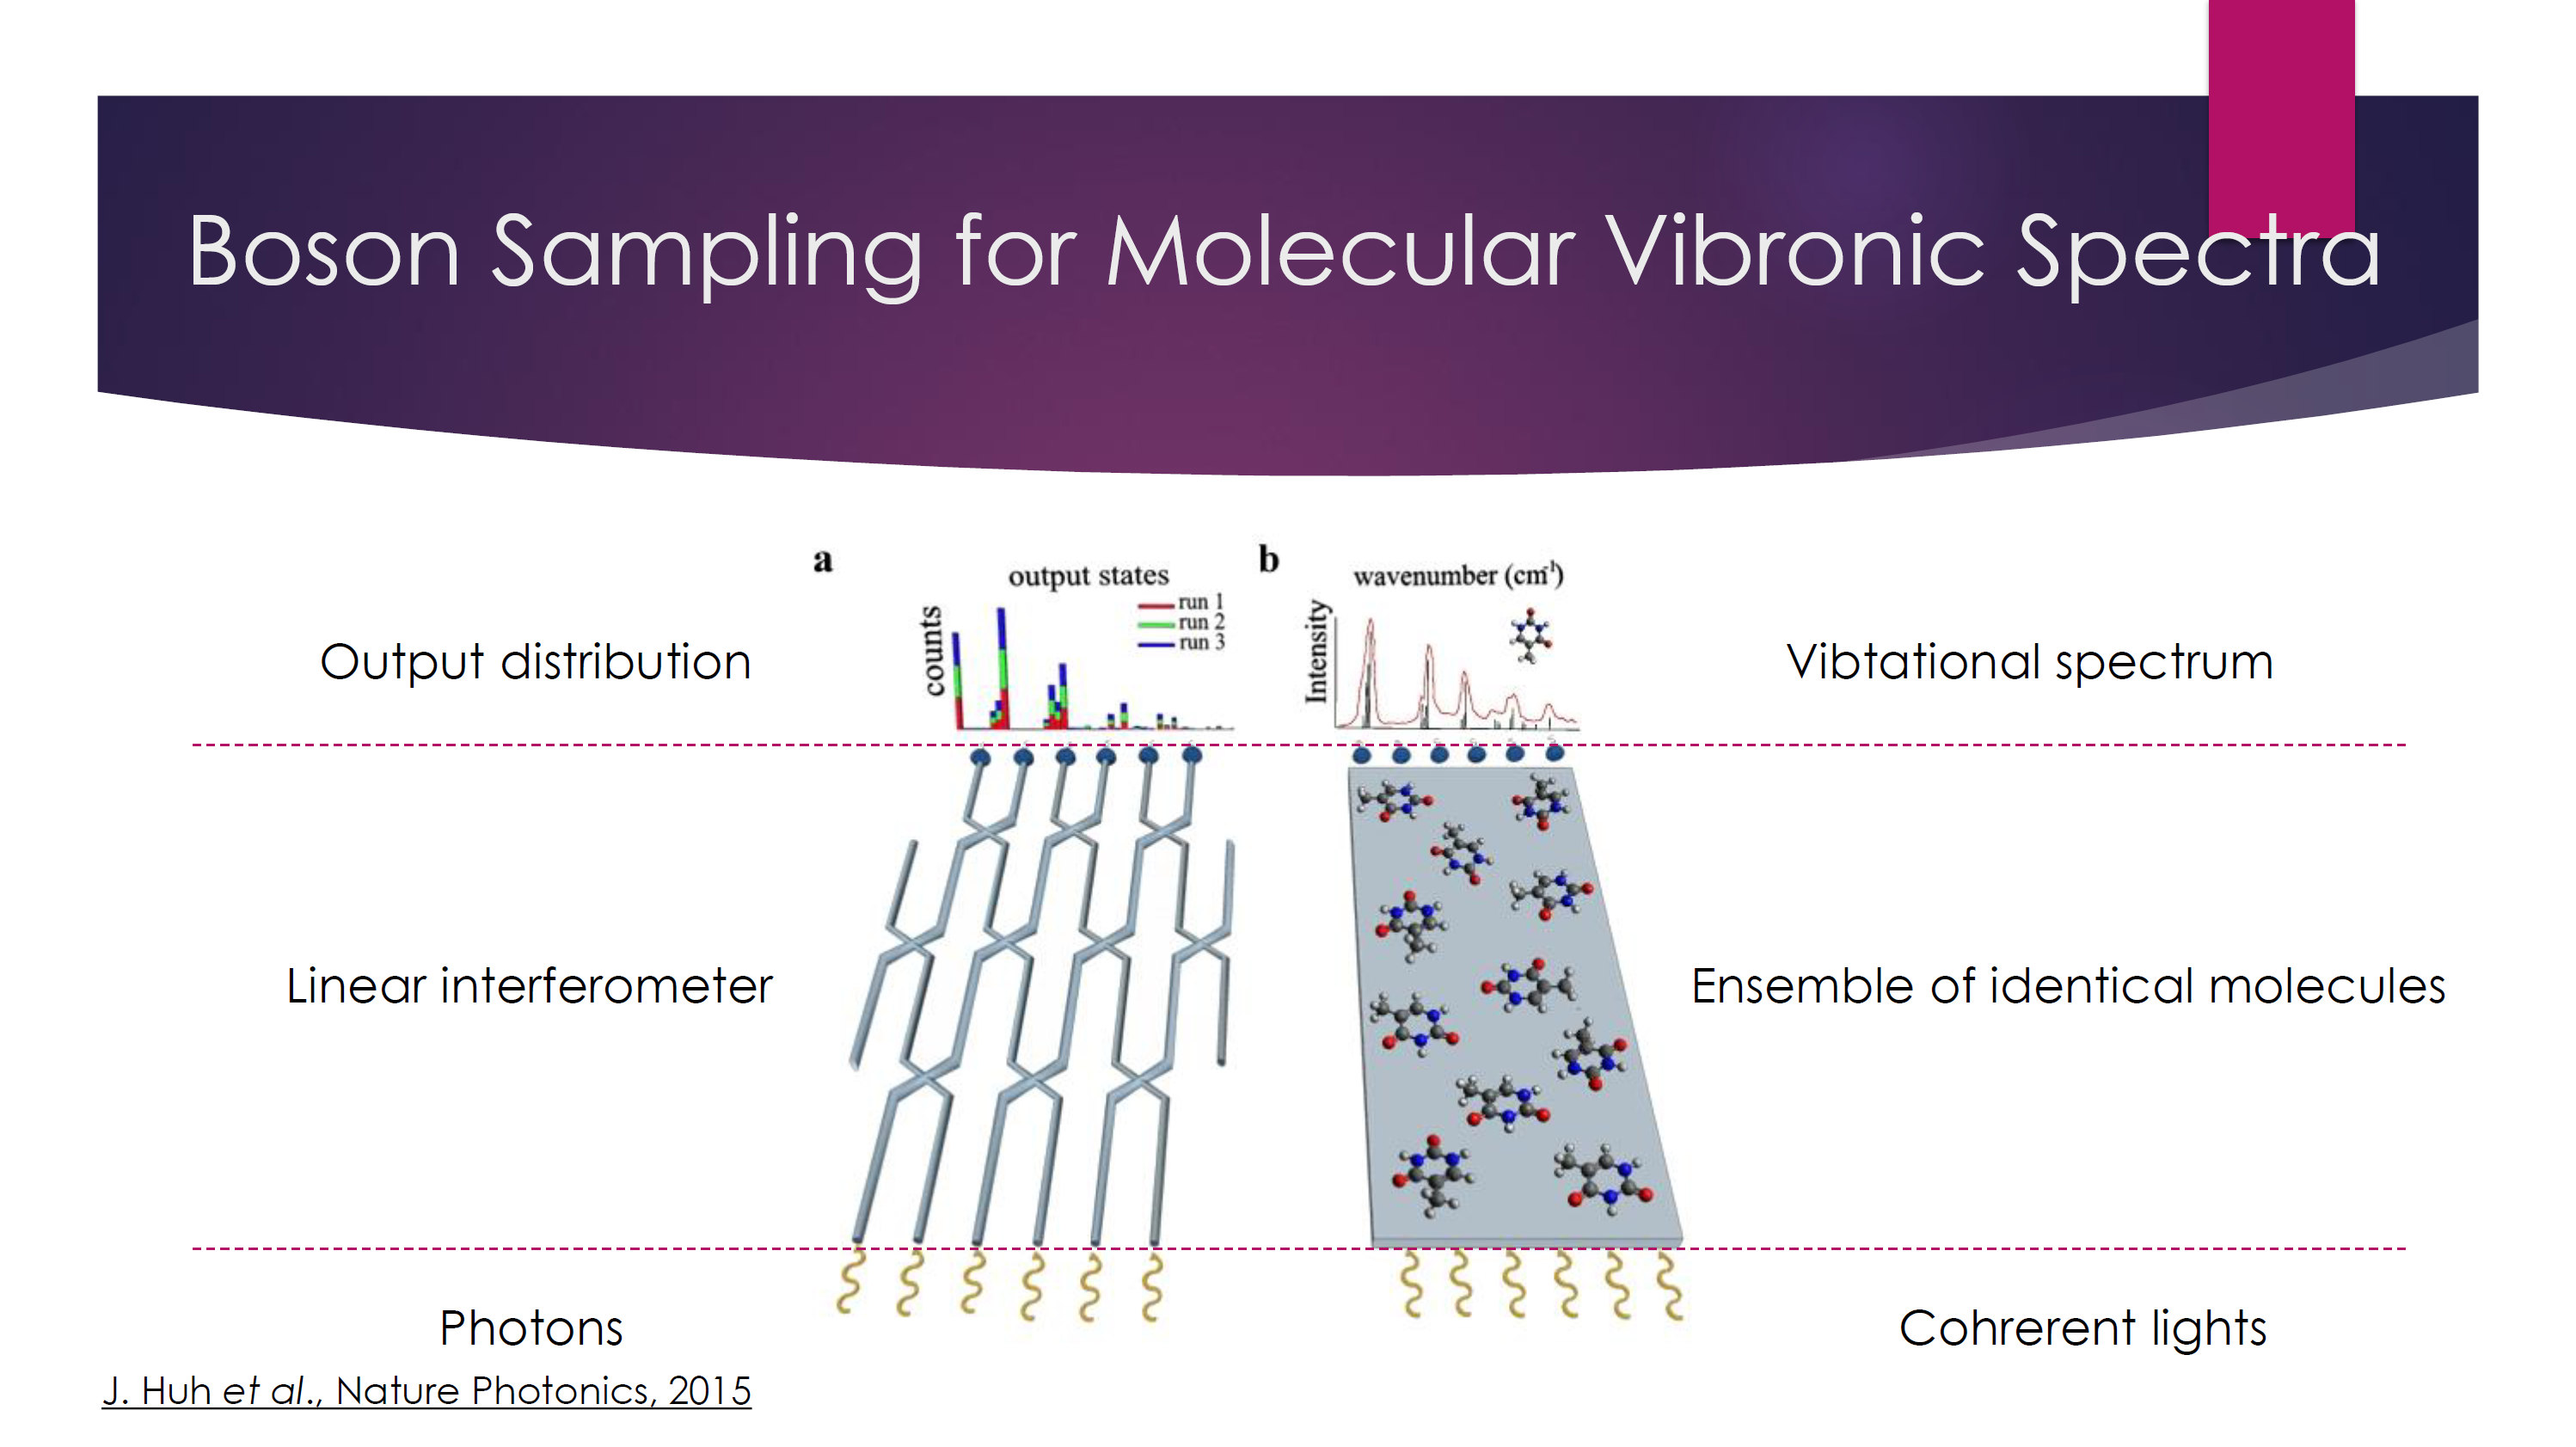 Boson Sampling for Molecular Vibronic Spectra
a
output states
counts
run 1
run 2
run 3
b
wavenumber (cm⁻¹)
Intensity
Output distribution
Vibtational spectrum
Linear interferometer
Ensemble of identical molecules
Photons
Cohrerent lights
J. Huh et al., Nature Photonics, 2015